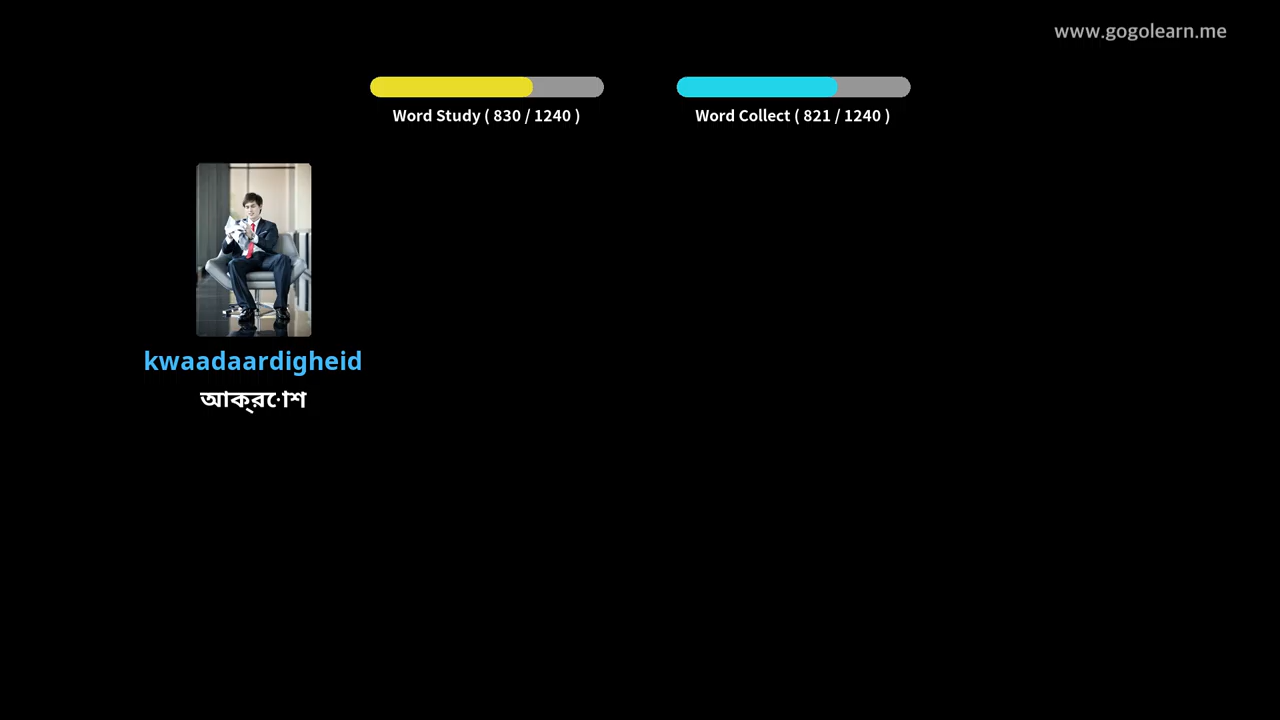 www.gogolearn.me
Word Study ( 830 / 1240 )
Word Collect ( 821 / 1240 )
kwaadaardigheid
আক্রোশ